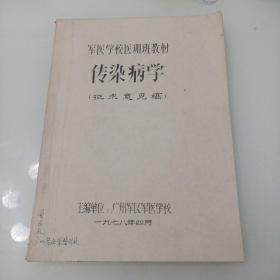 军医学校医理班教材
传染病学
(征求意见稿)
主编单位：广州军区军医学校
一九七八年四月